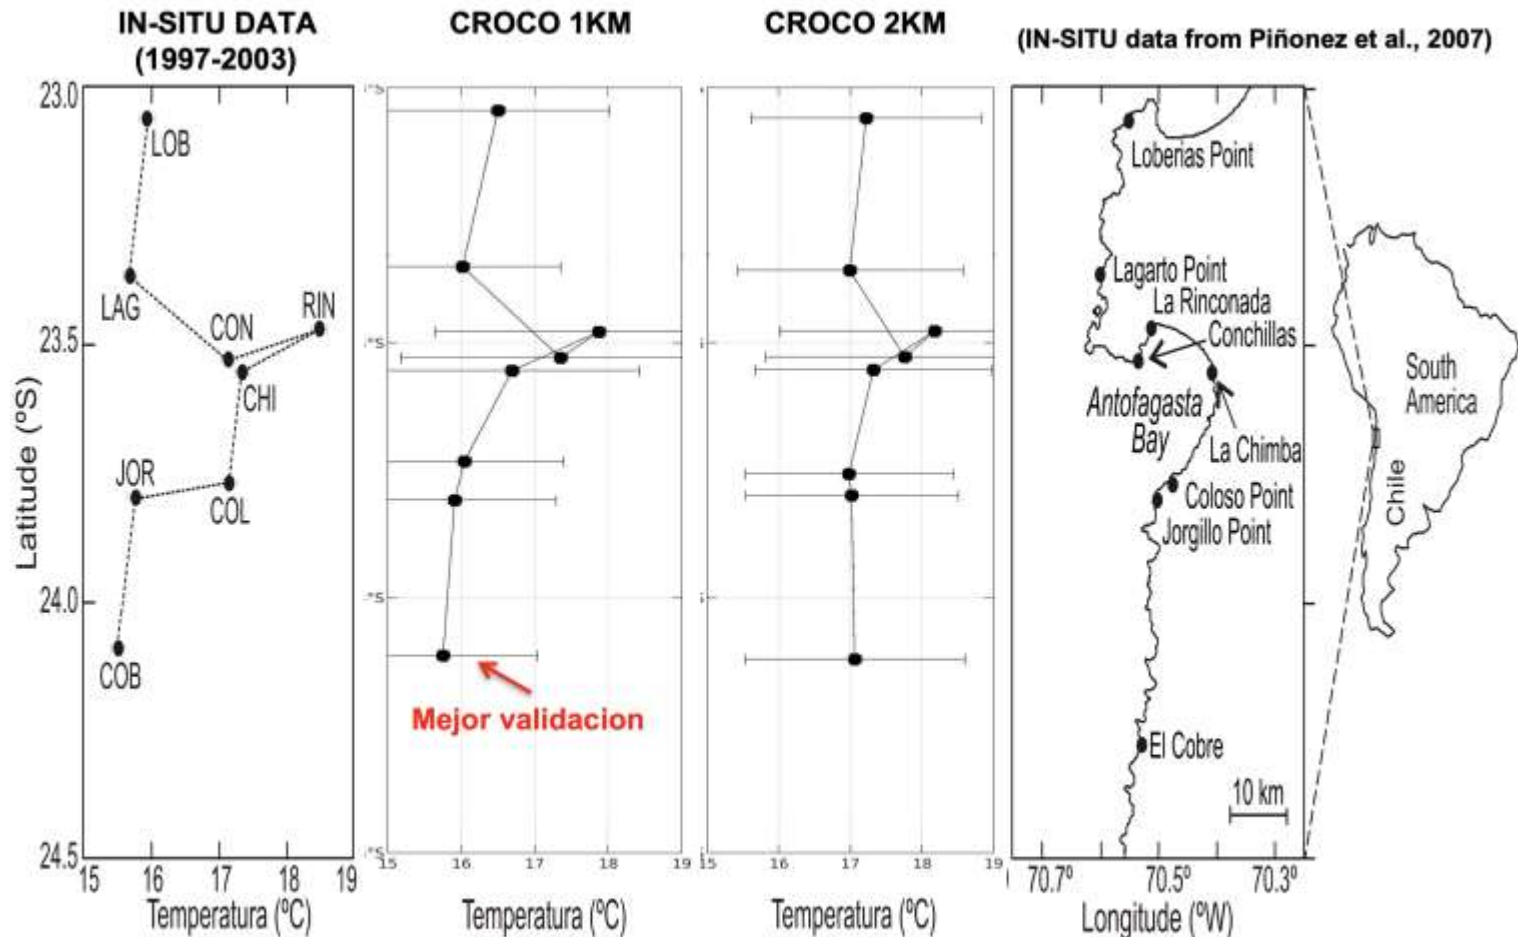 IN-SITU DATA
(1997-2003)
CROCO 1KM
CROCO 2KM
(IN-SITU data from Piñonez et al., 2007)
Latitude (ºS)
23.0
23.5
24.0
24.5
LOB
LAG
CON
RIN
CHI
JOR
COL
COB
15 16 17 18 19
Temperatura (ºC)
°S
°S
°S
°S
Mejor validacion
15 16 17 18 19
Temperatura (ºC)
°S
°S
°S
°S
15 16 17 18 19
Temperatura (ºC)
Loberias Point
Lagarto Point
La Rinconada
Conchillas
Antofagasta
Bay
La Chimba
Coloso Point
Jorgillo Point
El Cobre
10 km
70.7º 70.5º 70.3º
Longitude (ºW)
South
America
Chile